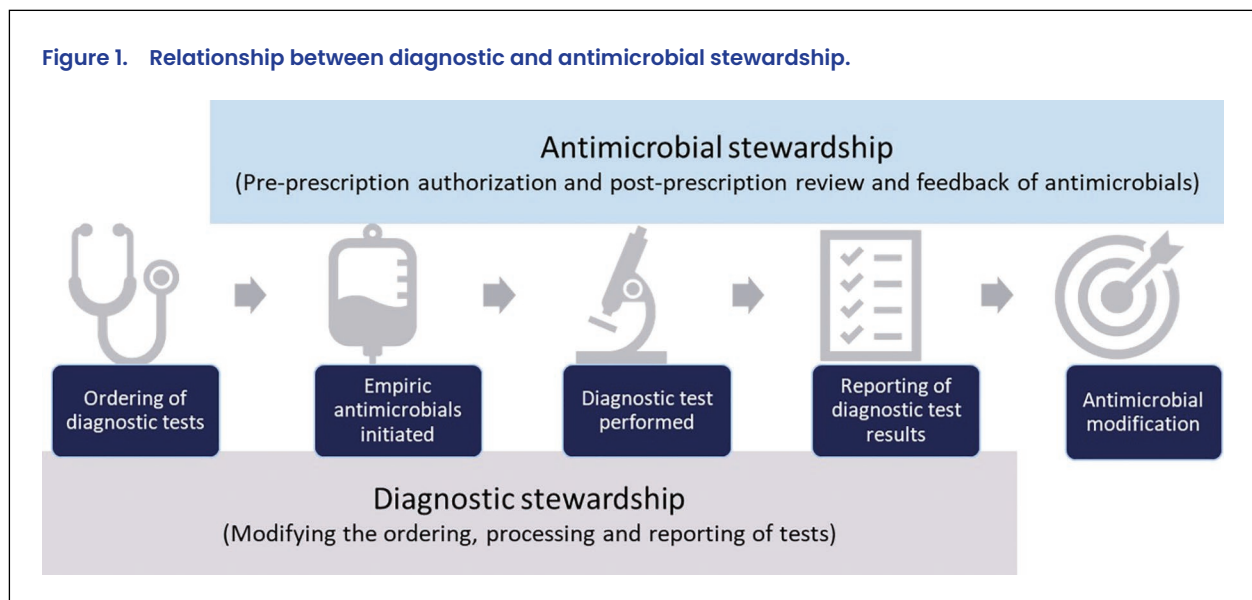 Figure 1. Relationship between diagnostic and antimicrobial stewardship.
Antimicrobial stewardship
(Pre-prescription authorization and post-prescription review and feedback of antimicrobials)
Ordering of
diagnostic tests
Empiric
antimicrobials
initiated
Diagnostic test
performed
Reporting of
diagnostic test
results
Antimicrobial
modification
Diagnostic stewardship
(Modifying the ordering, processing and reporting of tests)